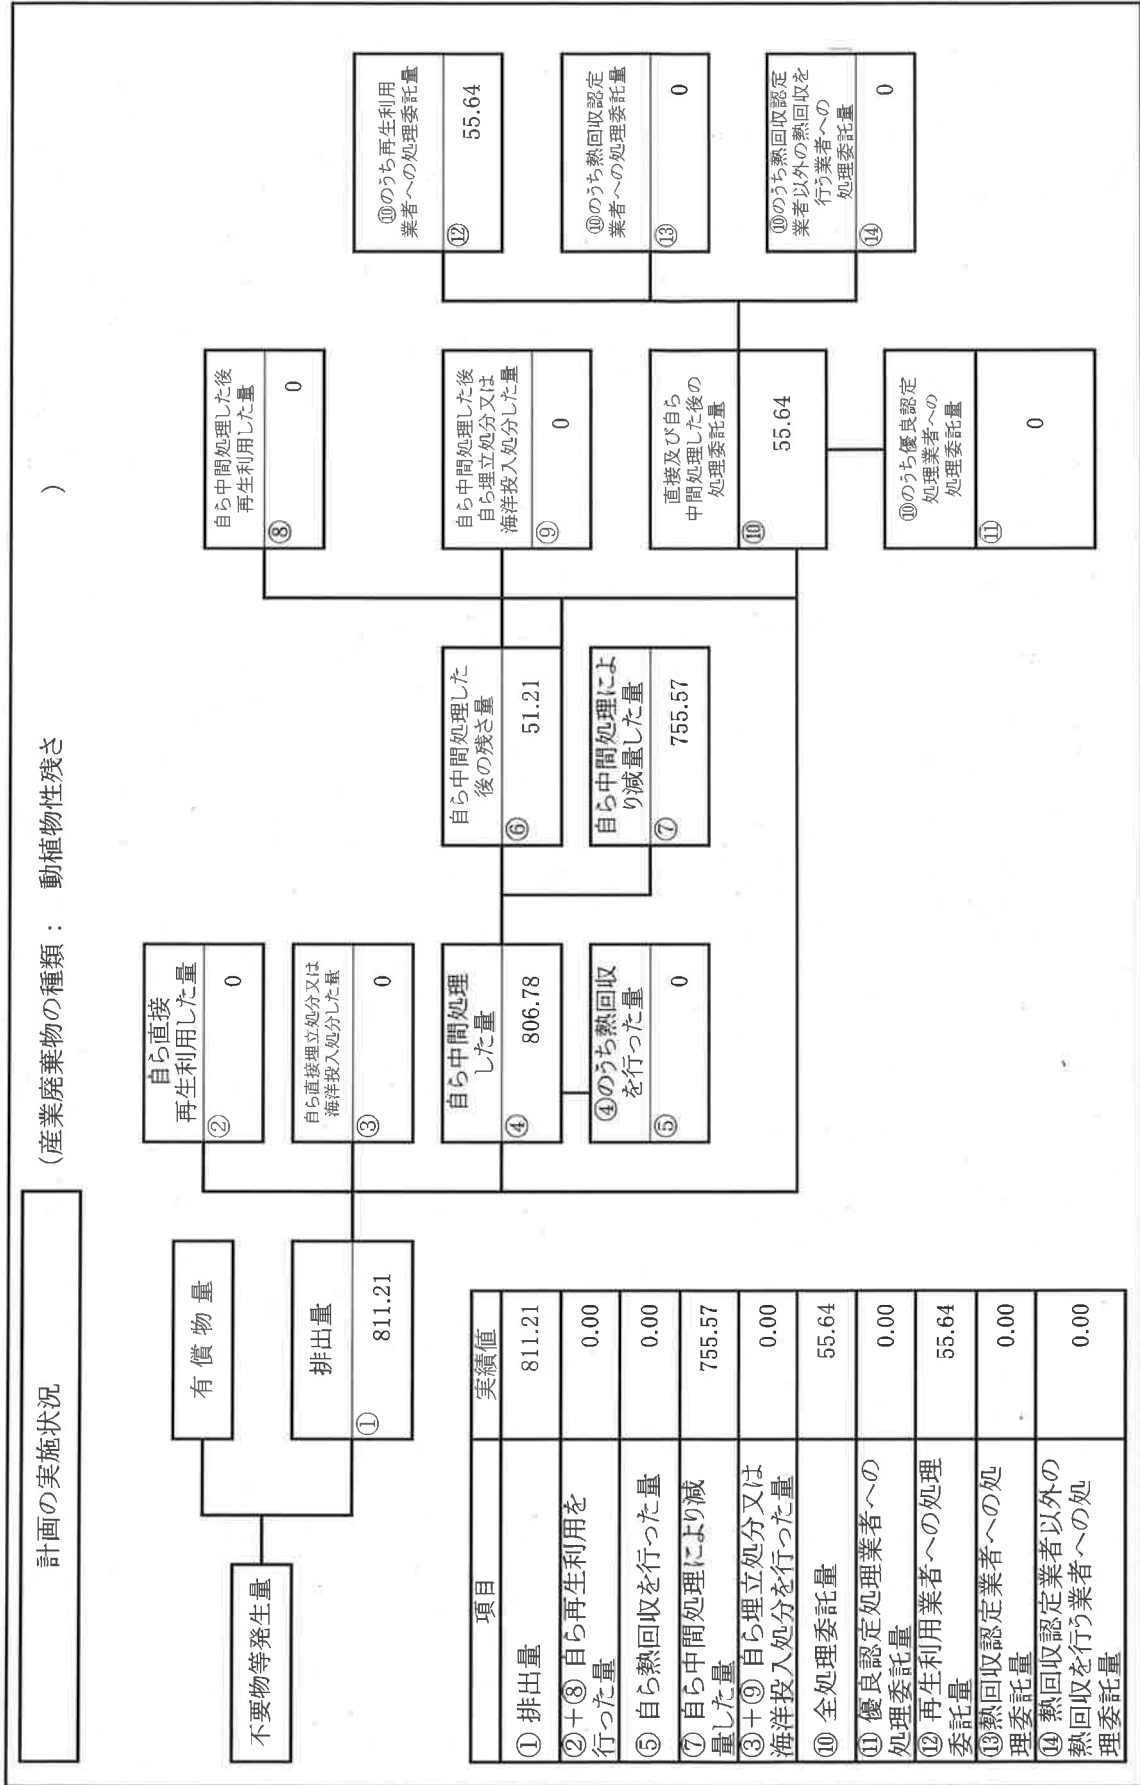 計画の実施状況
(産業廃棄物の種類： 動植物性残さ )
不要物等発生量
有償物量
排出量
① 811.21
自ら直接
再生利用した量
② 0
自ら直接埋立処分又は
海洋投入処分した量
③ 0
自ら中間処理
した量
④ 806.78
④のうち熱回収
を行った量
⑤ 0
自ら中間処理した
後の残さ量
⑥ 51.21
自ら中間処理によ
り減量した量
⑦ 755.57
自ら中間処理した後
再生利用した量
⑧ 0
自ら中間処理した後
自ら埋立処分又は
海洋投入処分した量
⑨ 0
直接及び自ら
中間処理した後の
処理委託量
⑩ 55.64
⑩のうち優良認定
処理業者への
処理委託量
⑪ 0
⑩のうち再生利用
業者への処理委託量
⑫ 55.64
⑩のうち熱回収認定
業者への処理委託量
⑬ 0
⑩のうち熱回収認定
業者以外の熱回収を
行う業者への
処理委託量
⑭ 0
項目 実績値
① 排出量 811.21
②＋⑧ 自ら再生利用を
行った量 0.00
⑤ 自ら熱回収を行った量 0.00
⑦ 自ら中間処理により減
量した量 755.57
③＋⑨ 自ら埋立処分又は
海洋投入処分を行った量 0.00
⑩ 全処理委託量 55.64
⑪ 優良認定処理業者への
処理委託量 0.00
⑫ 再生利用業者への処理
委託量 55.64
⑬熱回収認定業者への処
理委託量 0.00
⑭ 熱回収認定業者以外の
熱回収を行う業者への処
理委託量 0.00